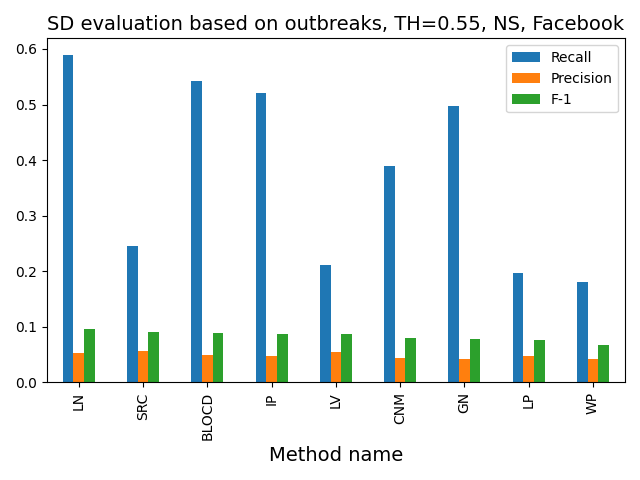 SD evaluation based on outbreaks, TH=0.55, NS, Facebook
Recall
Precision
F-1
0.6
0.5
0.4
0.3
0.2
0.1
0.0
LN
SRC
BLOCD
IP
LV
CNM
GN
LP
WP
Method name